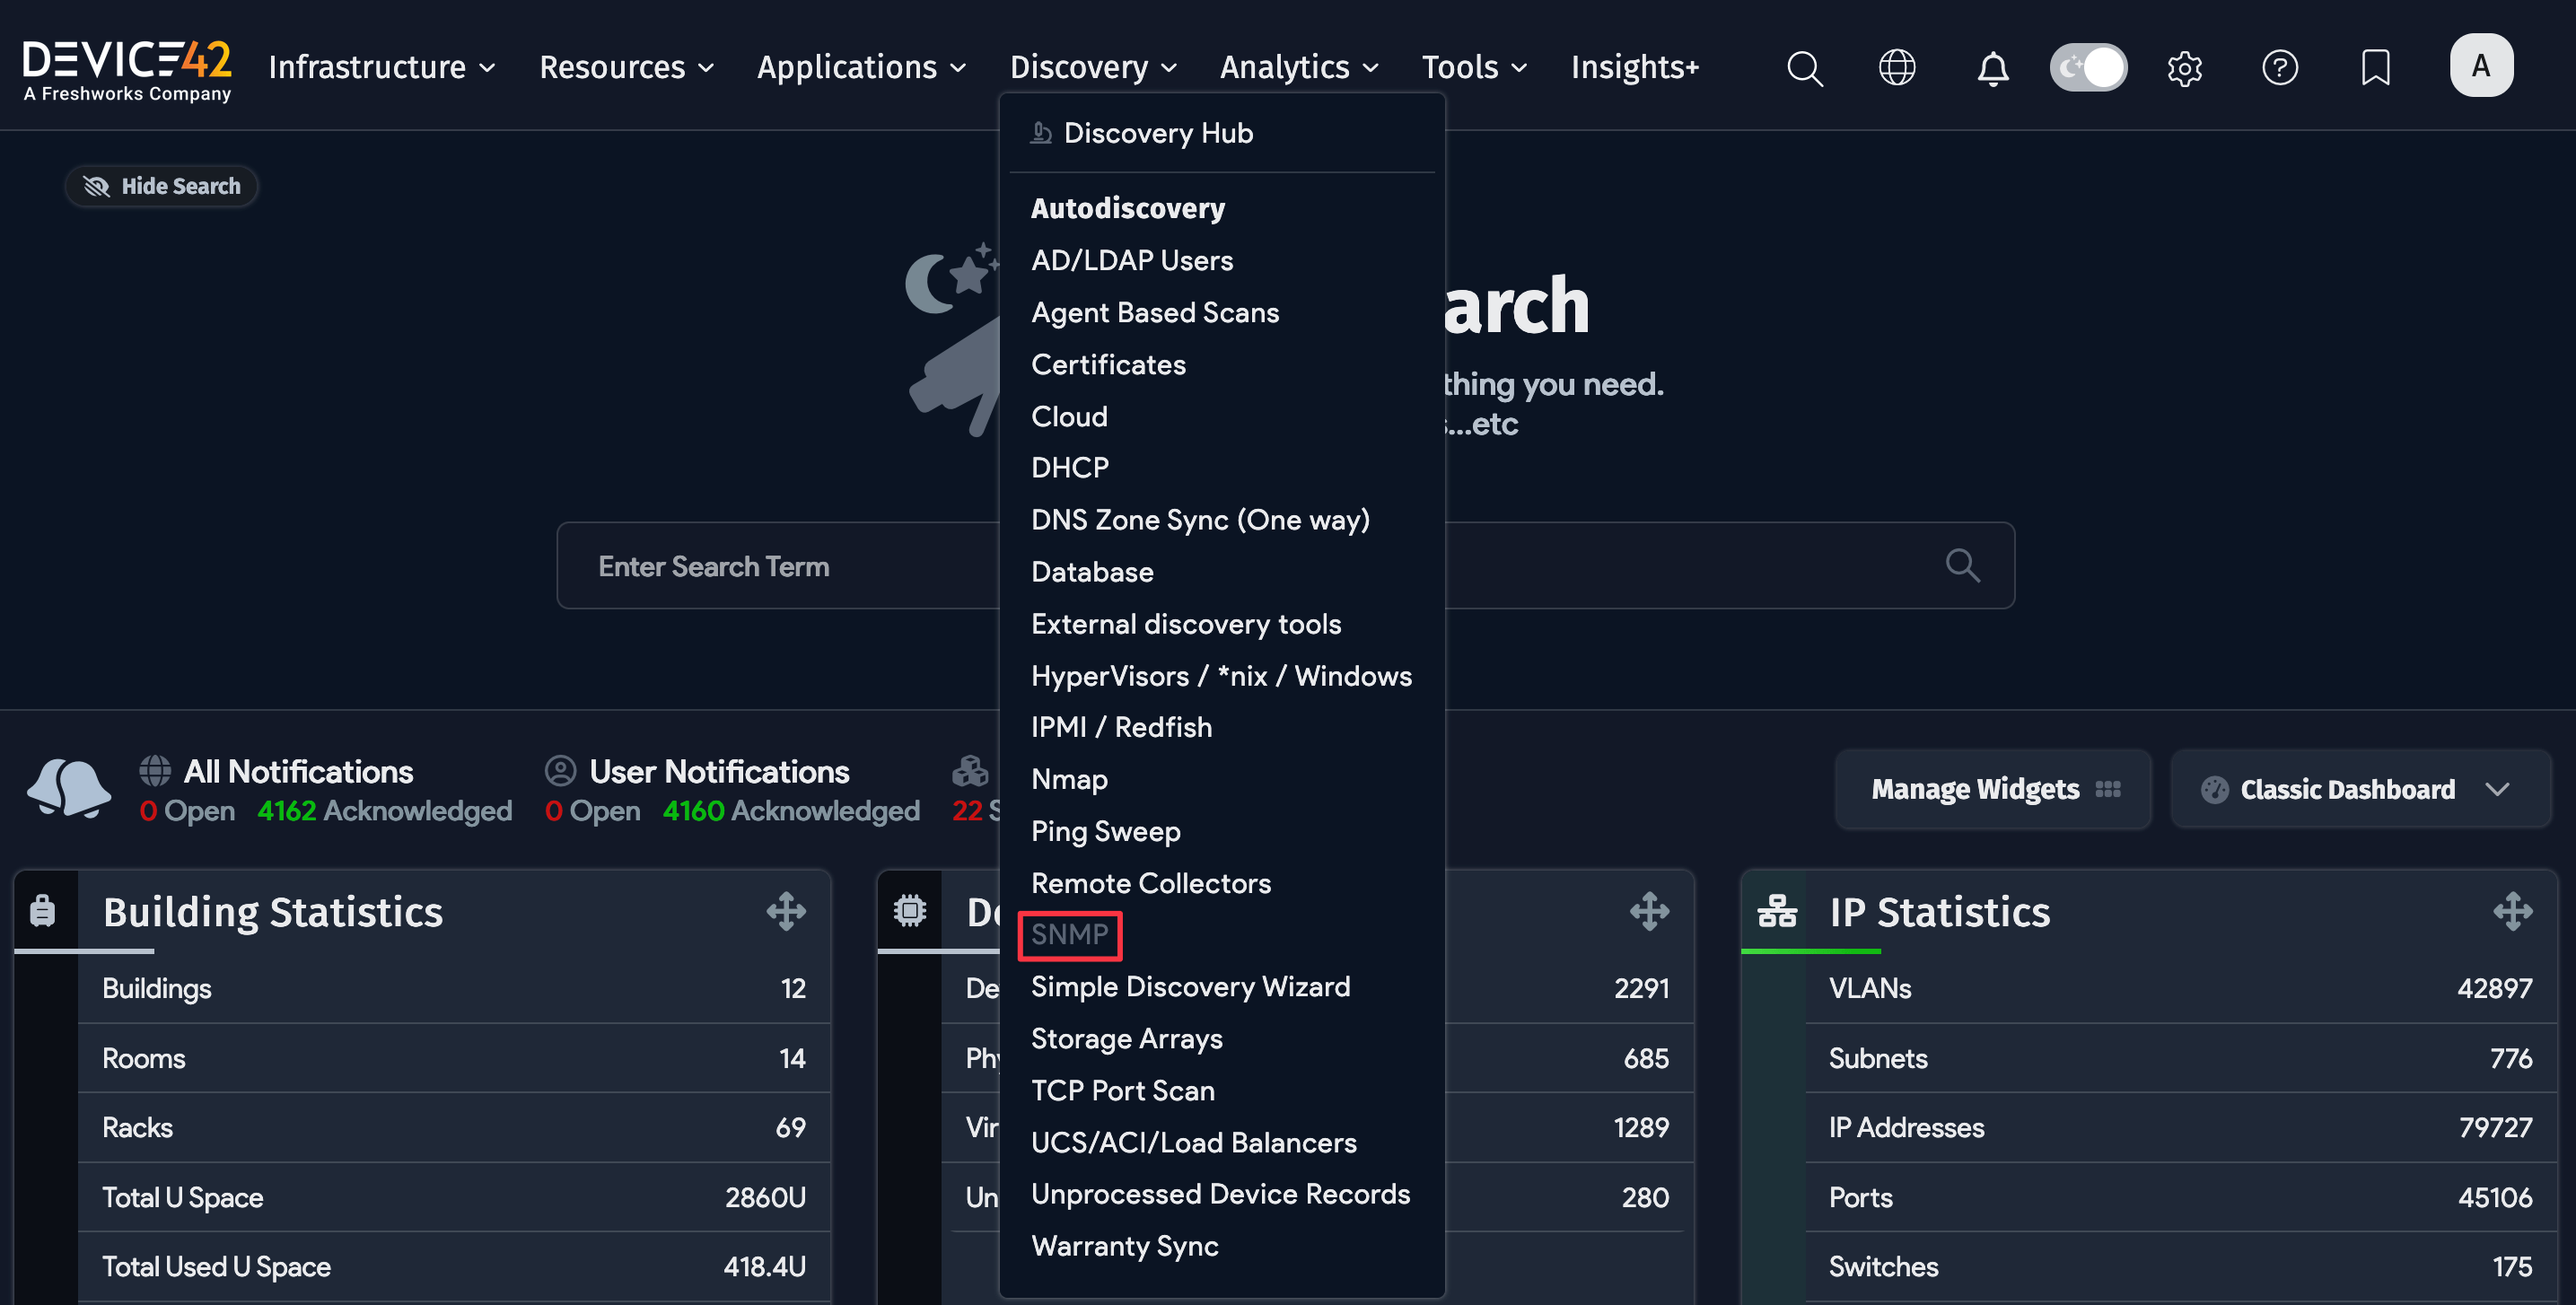 DEVICE42
A Freshworks Company
Infrastructure
Resources
Applications
Discovery
Analytics
Tools
Insights+
A
Hide Search
Discovery Hub
Autodiscovery
AD/LDAP Users
Agent Based Scans
Certificates
Cloud
DHCP
DNS Zone Sync (One way)
Database
External discovery tools
HyperVisors / *nix / Windows
IPMI / Redfish
Nmap
Ping Sweep
Remote Collectors
SNMP
Simple Discovery Wizard
Storage Arrays
TCP Port Scan
UCS/ACI/Load Balancers
Unprocessed Device Records
Warranty Sync
arch
thing you need.
...etc
Enter Search Term
All Notifications
0 Open 4162 Acknowledged
User Notifications
0 Open 4160 Acknowledged
22 S
Manage Widgets
Classic Dashboard
Building Statistics
Buildings 12
Rooms 14
Racks 69
Total U Space 2860U
Total Used U Space 418.4U
De
De 2291
Phy 685
Vir 1289
Un 280
IP Statistics
VLANs 42897
Subnets 776
IP Addresses 79727
Ports 45106
Switches 175